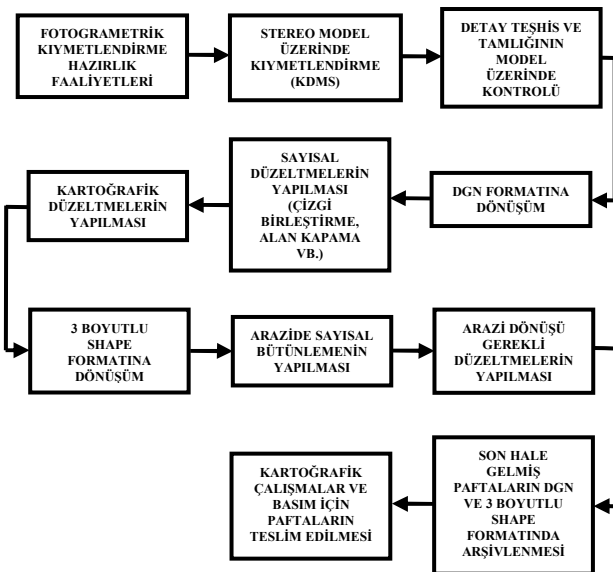 FOTOGRAMETRİK
KIYMETLENDİRME
HAZIRLIK
FAALİYETLERİ
STEREO MODEL
ÜZERİNDE
KIYMETLENDİRME
(KDMS)
DETAY TEŞHİS VE
TAMLIĞININ
MODEL
ÜZERİNDE
KONTROLÜ
DGN FORMATINA
DÖNÜŞÜM
SAYISAL
DÜZELTMELERİN
YAPILMASI
(ÇİZGİ
BİRLEŞTİRME,
ALAN KAPAMA
VB.)
KARTOĞRAFİK
DÜZELTMELERİN
YAPILMASI
3 BOYUTLU
SHAPE
FORMATINA
DÖNÜŞÜM
ARAZİDE SAYISAL
BÜTÜNLEMENİN
YAPILMASI
ARAZİ DÖNÜŞÜ
GEREKLİ
DÜZELTMELERİN
YAPILMASI
SON HALE
GELMİŞ
PAFTALARIN DGN
VE 3 BOYUTLU
SHAPE
FORMATINDA
ARŞİVLENMESİ
KARTOĞRAFİK
ÇALIŞMALAR VE
BASIM İÇİN
PAFTALARIN
TESLİM EDİLMESİ